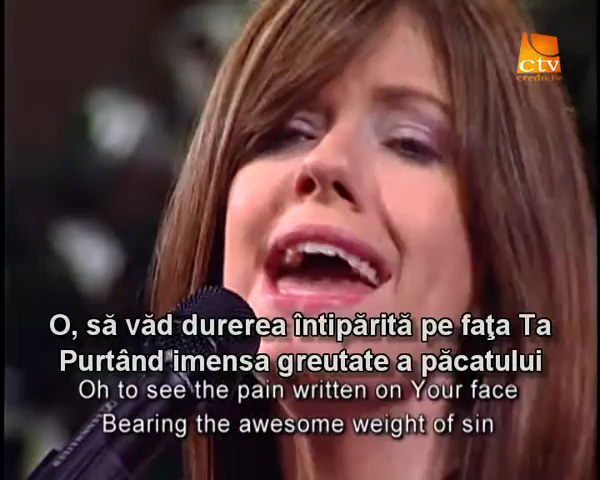 ctv
credo.tv
O, să văd durerea întipărită pe faţa Ta
Purtând imensa greutate a păcatului
Oh to see the pain written on Your face
Bearing the awesome weight of sin